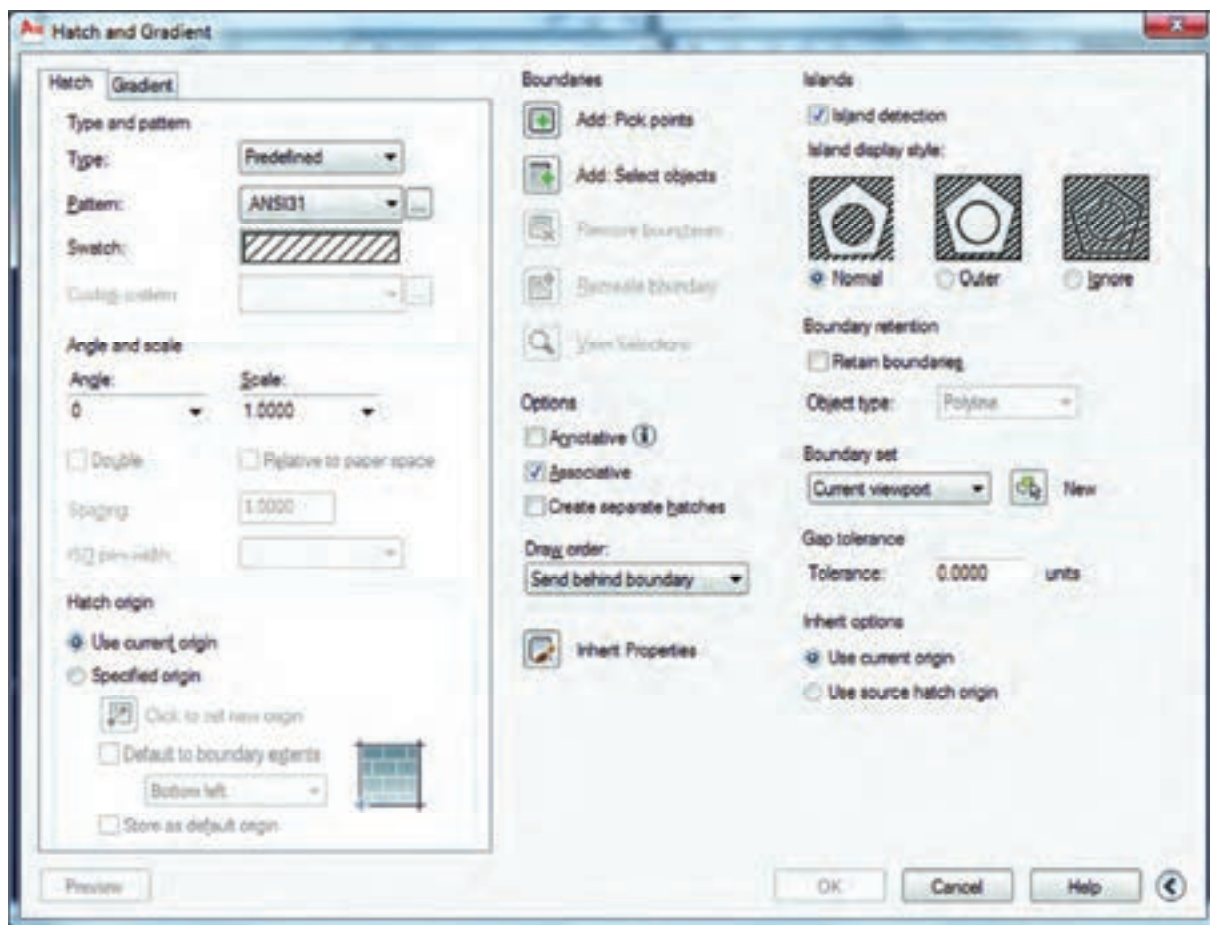 Hatch and Gradient
Hatch Gradient
Type and pattern
Type: Predefined
Pattern: ANSI31 ...
Swatch:
Custom pattern: ...
Angle and scale
Angle: Scale:
0 1.0000
Double Relative to paper space
Spacing: 1.0000
ISO pen width:
Hatch origin
Use current origin
Specified origin
Click to set new origin
Default to boundary extents
Bottom left
Store as default origin
Preview
Boundaries
Add: Pick points
Add: Select objects
Remove boundaries
Recreate boundary
View Selections
Options
Annotative
Associative
Create separate hatches
Draw order:
Send behind boundary
Inherit Properties
Islands
Island detection
Island display style:
Normal Outer Ignore
Boundary retention
Retain boundaries
Object type: Polyline
Boundary set
Current viewport New
Gap tolerance
Tolerance: 0.0000 units
Inherit options
Use current origin
Use source hatch origin
OK Cancel Help